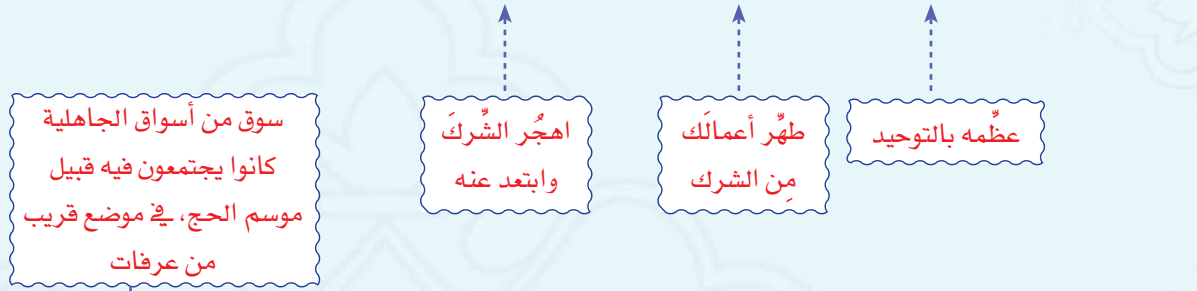 عظِّمه بالتوحيد
طهِّر أعمالَك
مِن الشرك
اهجُر الشِّركَ
وابتعد عنه
سوق من أسواق الجاهلية
كانوا يجتمعون فيه قبيل
موسم الحج، في موضع قريب
من عرفات